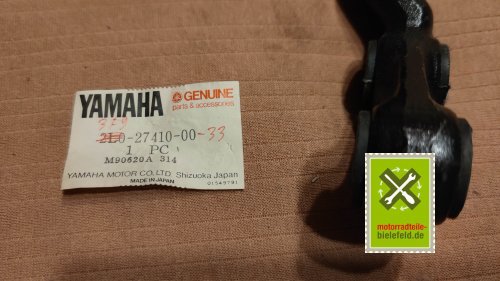 YAMAHA GENUINE
parts & accessories
2L0-27410-00-33
1 PC
M90620A 314
YAMAHA MOTOR CO., LTD. Shizuoka Japan
MADE IN JAPAN
motorradteile-
bielefeld.de